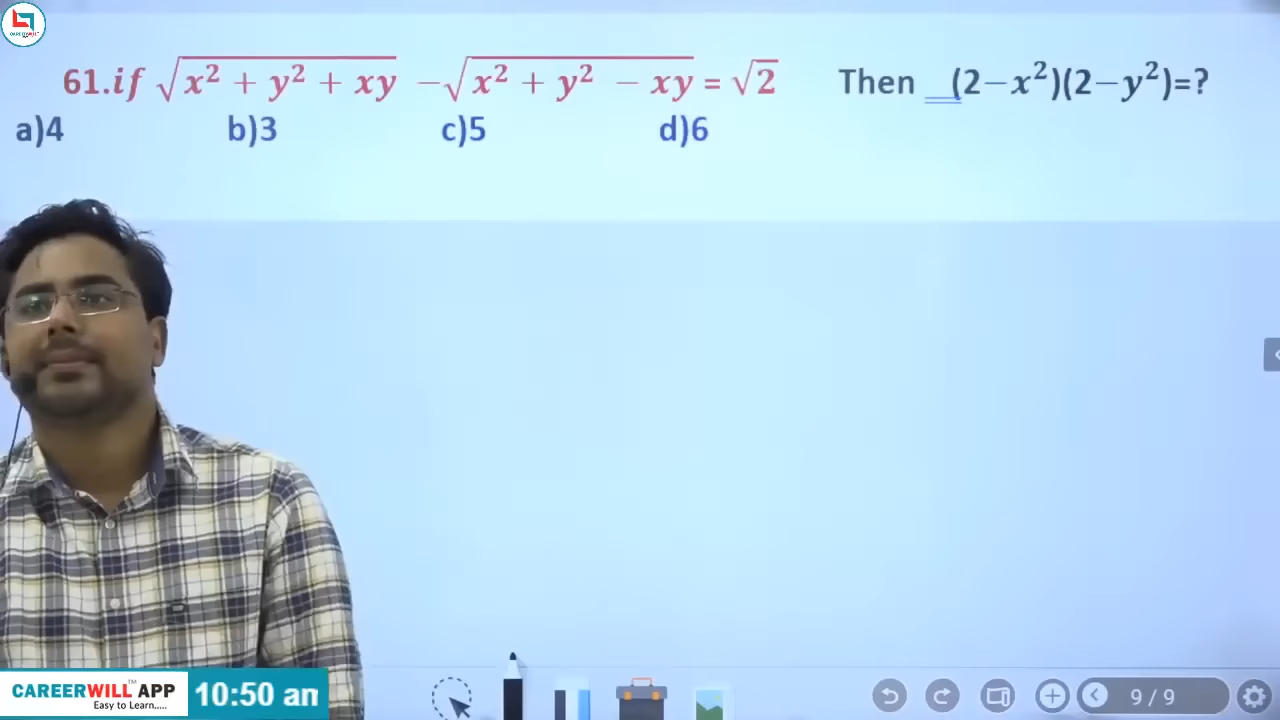 CAREERWILL
61.if √x² + y² + xy −√x² + y² − xy = √2 Then (2−x²)(2−y²)=?
a)4 b)3 c)5 d)6
CAREERWILL™ APP
Easy to Learn.....
10:50 am
9 / 9